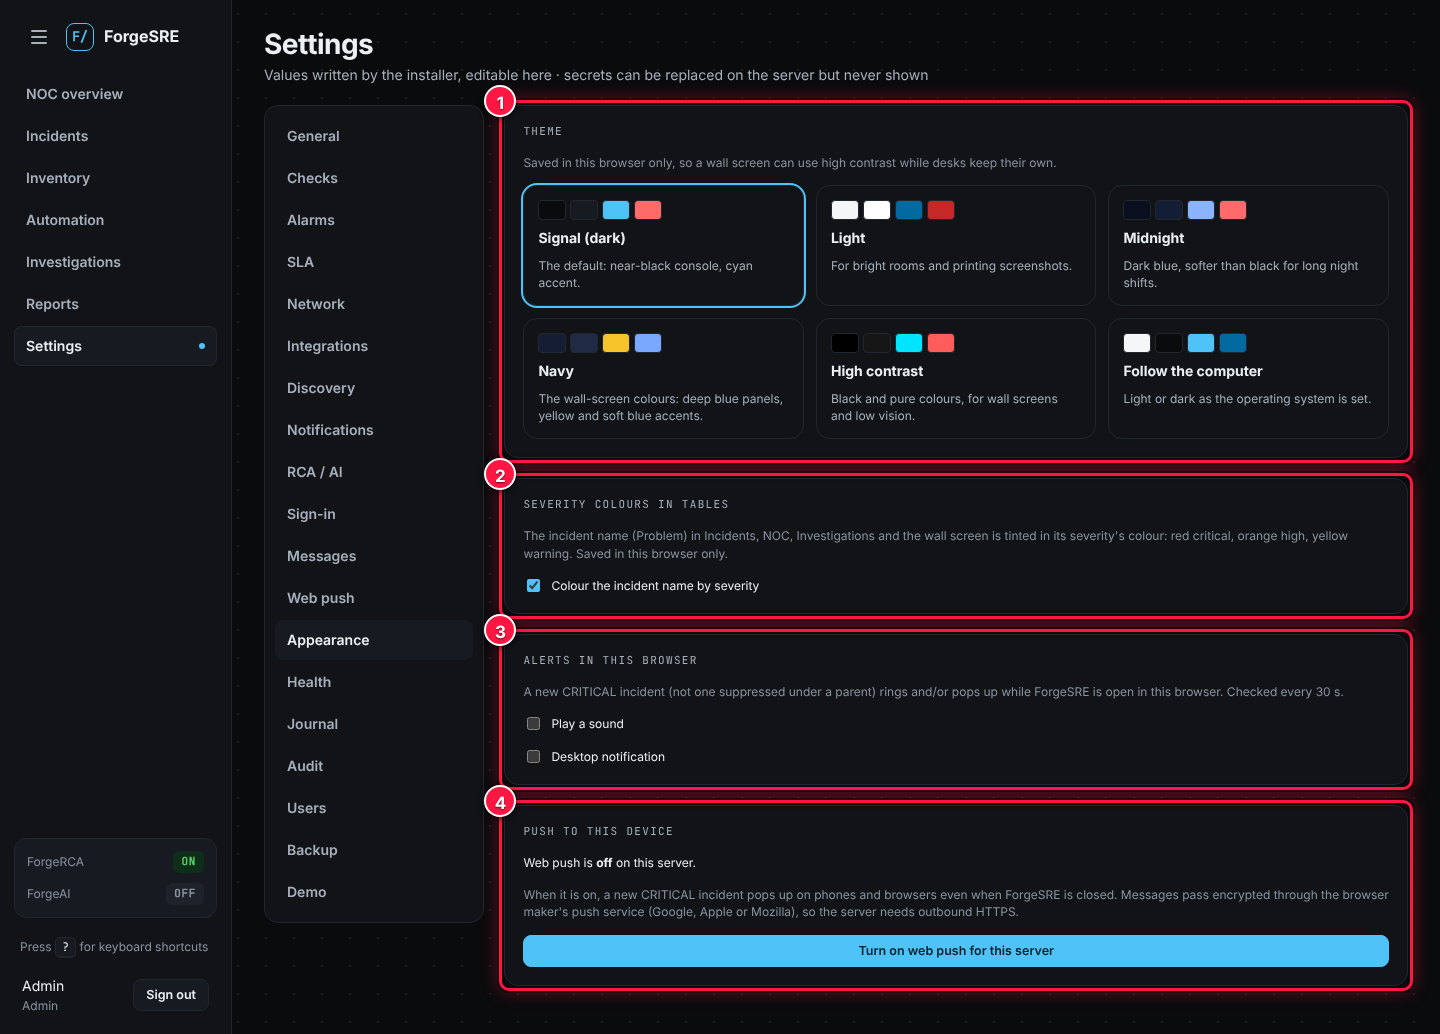 F/ ForgeSRE
NOC overview
Incidents
Inventory
Automation
Investigations
Reports
Settings
ForgeRCA ON
ForgeAI OFF
Press ? for keyboard shortcuts
Admin
Admin
Sign out
Settings
Values written by the installer, editable here · secrets can be replaced on the server but never shown
General
Checks
Alarms
SLA
Network
Integrations
Discovery
Notifications
RCA / AI
Sign-in
Messages
Web push
Appearance
Health
Journal
Audit
Users
Backup
Demo
1
THEME
Saved in this browser only, so a wall screen can use high contrast while desks keep their own.
Signal (dark)
The default: near-black console, cyan
accent.
Light
For bright rooms and printing screenshots.
Midnight
Dark blue, softer than black for long night
shifts.
Navy
The wall-screen colours: deep blue panels,
yellow and soft blue accents.
High contrast
Black and pure colours, for wall screens
and low vision.
Follow the computer
Light or dark as the operating system is set.
2
SEVERITY COLOURS IN TABLES
The incident name (Problem) in Incidents, NOC, Investigations and the wall screen is tinted in its severity's colour: red critical, orange high, yellow
warning. Saved in this browser only.
Colour the incident name by severity
3
ALERTS IN THIS BROWSER
A new CRITICAL incident (not one suppressed under a parent) rings and/or pops up while ForgeSRE is open in this browser. Checked every 30 s.
Play a sound
Desktop notification
4
PUSH TO THIS DEVICE
Web push is off on this server.
When it is on, a new CRITICAL incident pops up on phones and browsers even when ForgeSRE is closed. Messages pass encrypted through the browser
maker's push service (Google, Apple or Mozilla), so the server needs outbound HTTPS.
Turn on web push for this server